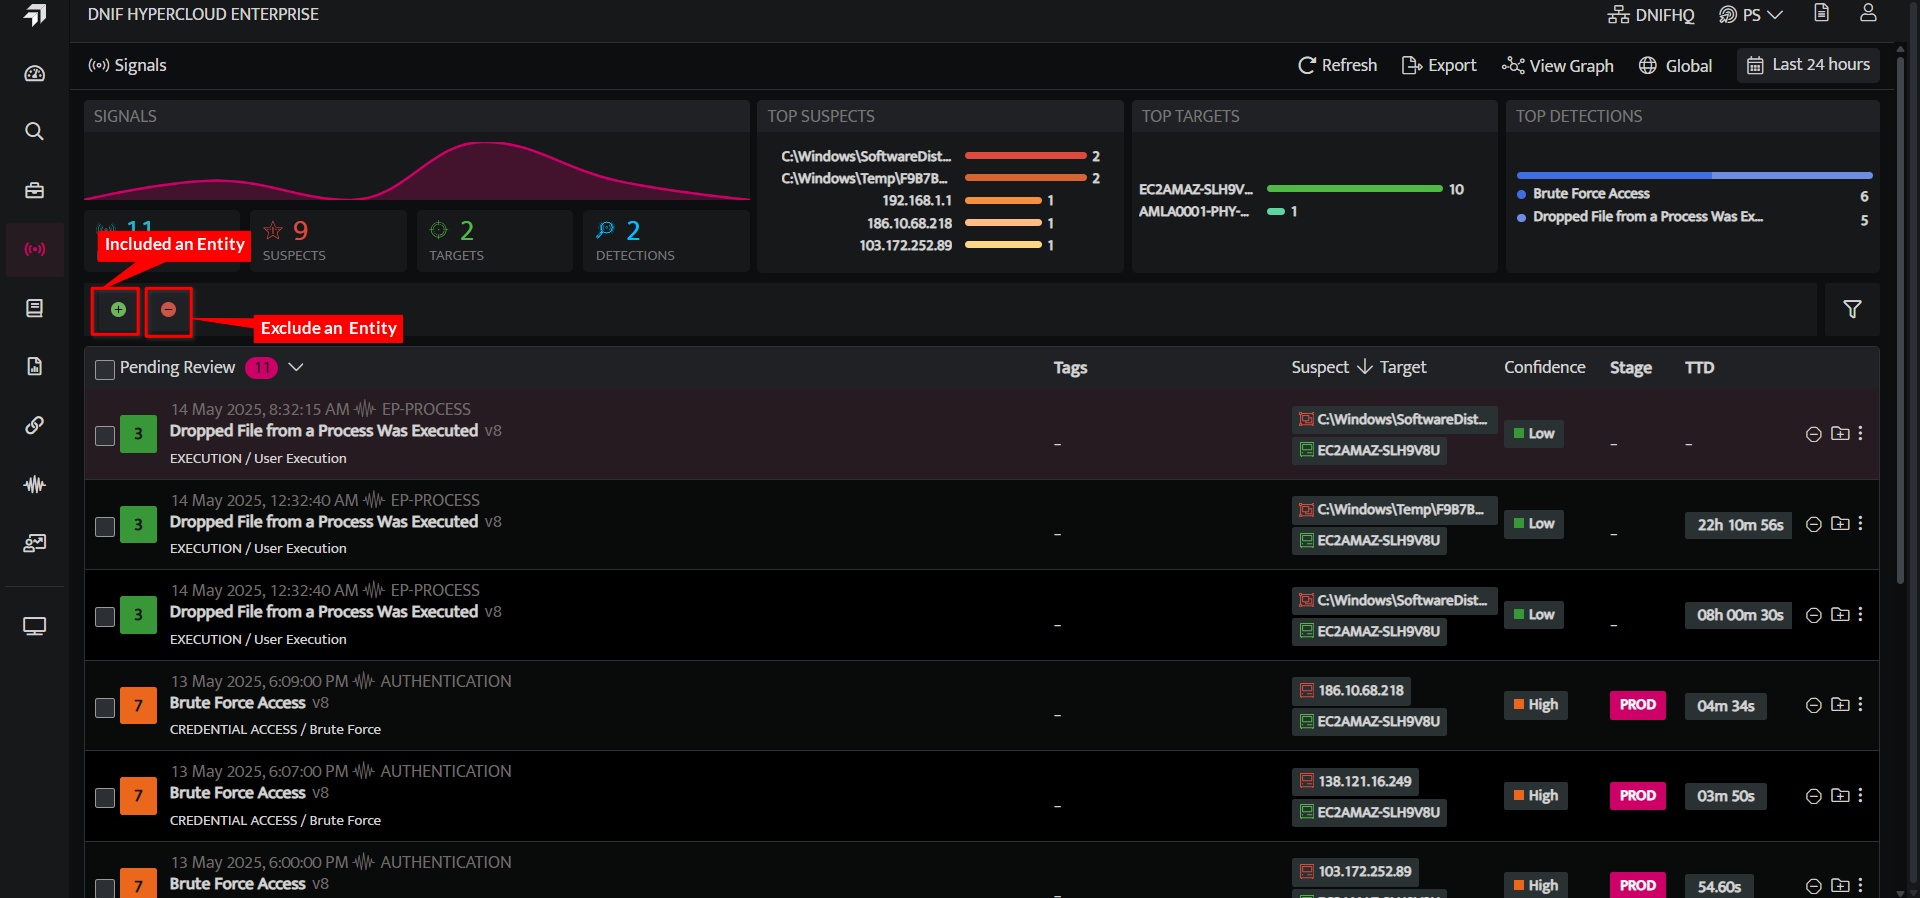 DNIF HYPERCLOUD ENTERPRISE
DNIFHQ
PS
Signals
Refresh
Export
View Graph
Global
Last 24 hours
SIGNALS
11
9
SUSPECTS
2
TARGETS
2
DETECTIONS
TOP SUSPECTS
C:\Windows\SoftwareDist... 2
C:\Windows\Temp\F9B7B... 2
192.168.1.1 1
186.10.68.218 1
103.172.252.89 1
TOP TARGETS
EC2AMAZ-SLH9V... 10
AMLA0001-PHY-... 1
TOP DETECTIONS
Brute Force Access 6
Dropped File from a Process Was Ex... 5
Included an Entity
Exclude an Entity
Pending Review 11 Tags Suspect Target Confidence Stage TTD
14 May 2025, 8:32:15 AM EP-PROCESS
3 Dropped File from a Process Was Executed v8
EXECUTION / User Execution
–
C:\Windows\SoftwareDist...
EC2AMAZ-SLH9V8U
Low – –
14 May 2025, 12:32:40 AM EP-PROCESS
3 Dropped File from a Process Was Executed v8
EXECUTION / User Execution
–
C:\Windows\Temp\F9B7B...
EC2AMAZ-SLH9V8U
Low – 22h 10m 56s
14 May 2025, 12:32:40 AM EP-PROCESS
3 Dropped File from a Process Was Executed v8
EXECUTION / User Execution
–
C:\Windows\SoftwareDist...
EC2AMAZ-SLH9V8U
Low – 08h 00m 30s
13 May 2025, 6:09:00 PM AUTHENTICATION
7 Brute Force Access v8
CREDENTIAL ACCESS / Brute Force
–
186.10.68.218
EC2AMAZ-SLH9V8U
High PROD 04m 34s
13 May 2025, 6:07:00 PM AUTHENTICATION
7 Brute Force Access v8
CREDENTIAL ACCESS / Brute Force
–
138.121.16.249
EC2AMAZ-SLH9V8U
High PROD 03m 50s
13 May 2025, 6:00:00 PM AUTHENTICATION
7 Brute Force Access v8
103.172.252.89
High PROD 54.60s